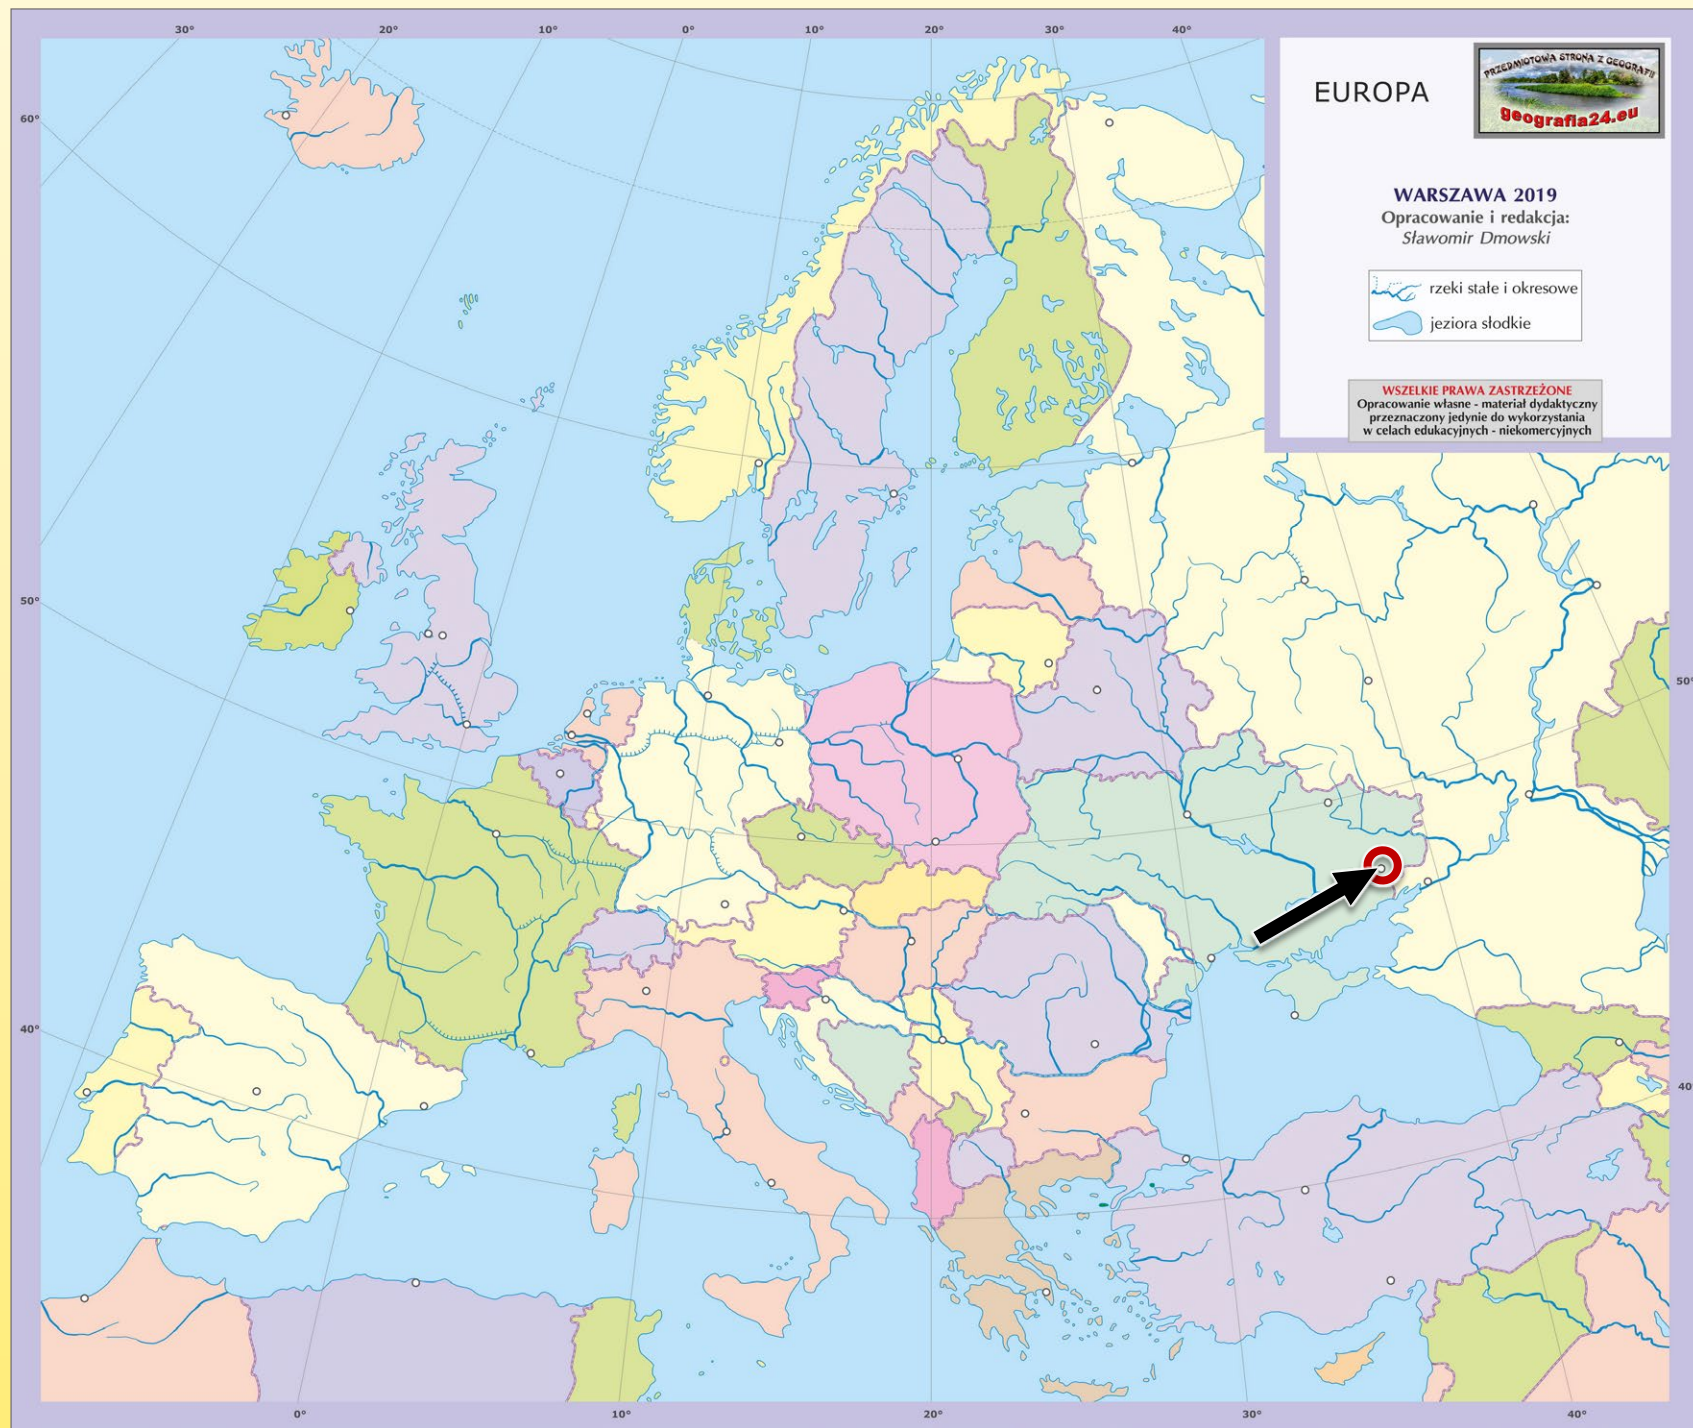 30° 20° 10° 0° 10° 20° 30° 40°
EUROPA
PRZEDMIOTOWA STRONA Z GEOGRAFII
geografia24.eu
60°
WARSZAWA 2019
Opracowanie i redakcja:
Sławomir Dmowski
rzeki stałe i okresowe
jeziora słodkie
WSZELKIE PRAWA ZASTRZEŻONE
Opracowanie własne - materiał dydaktyczny
przeznaczony jedynie do wykorzystania
w celach edukacyjnych - niekomercyjnych
50°
50°
40°
40°
0° 10° 20° 30° 40°